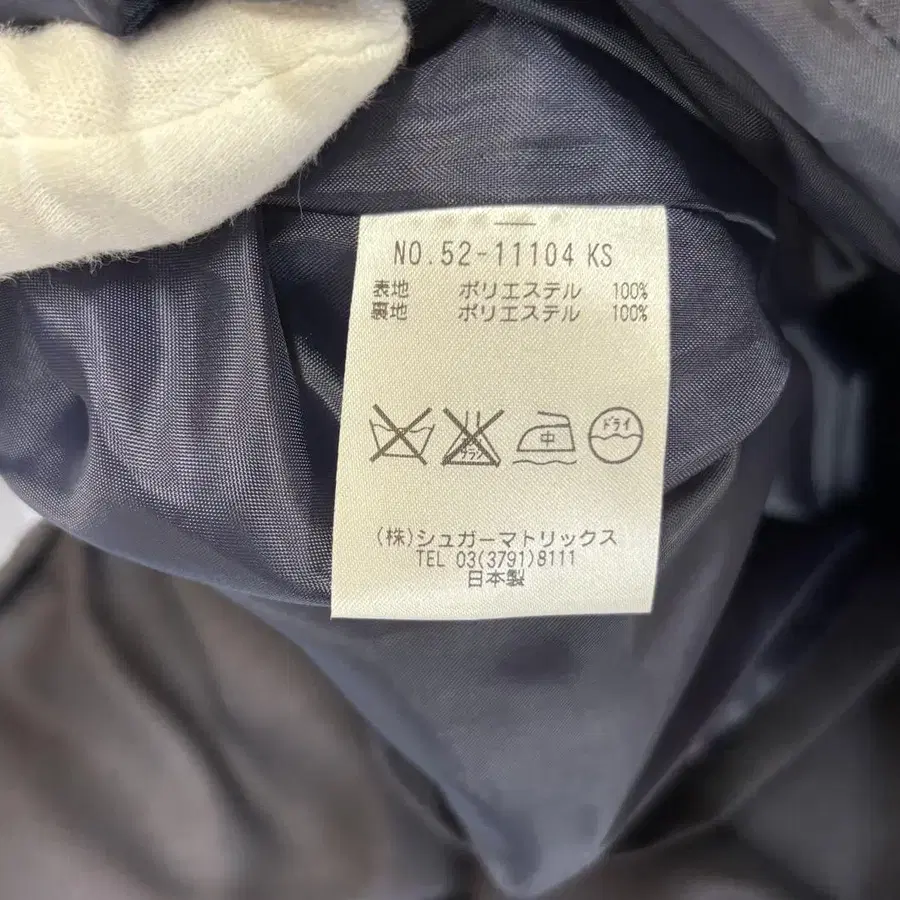 NO.52-11104 KS
表地 ポリエステル 100%
裏地 ポリエステル 100%
中 ドライ
(株)シュガーマトリックス
TEL 03(3791)8111
日本製